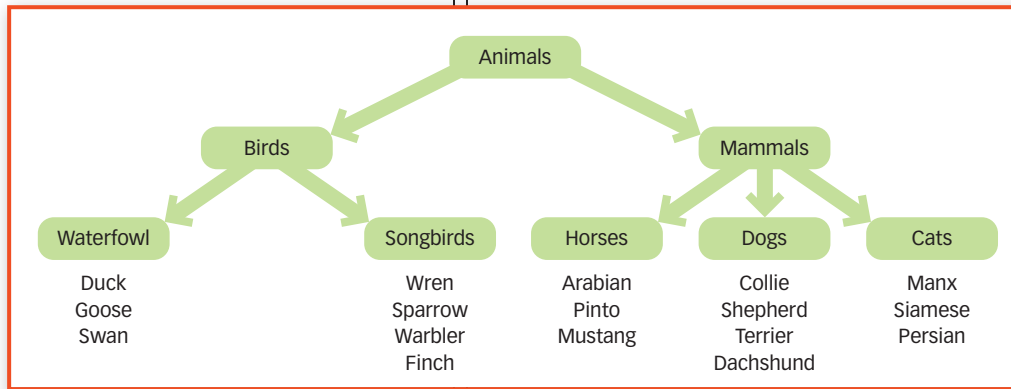 Animals
Birds Mammals
Waterfowl Songbirds Horses Dogs Cats
Duck Wren Arabian Collie Manx
Goose Sparrow Pinto Shepherd Siamese
Swan Warbler Mustang Terrier Persian
Finch Dachshund